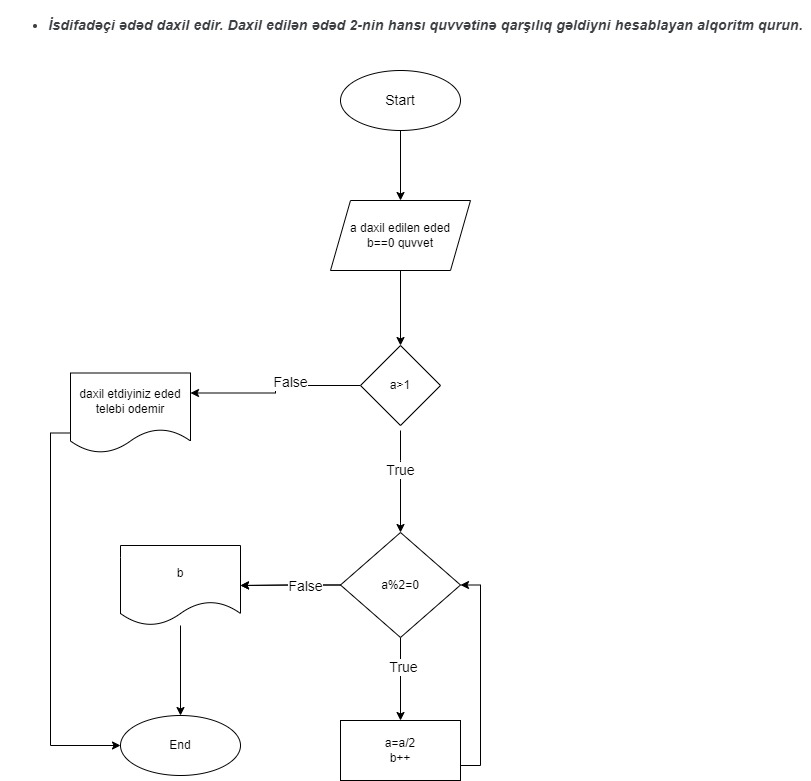 İsdifadəçi ədəd daxil edir. Daxil edilən ədəd 2-nin hansı quvvətinə qarşılıq gəldiyni hesablayan alqoritm qurun.
Start
a daxil edilen eded
b==0 quvvet
a>1
False
daxil etdiyiniz eded
telebi odemir
True
a%2=0
False
b
True
a=a/2
b++
End